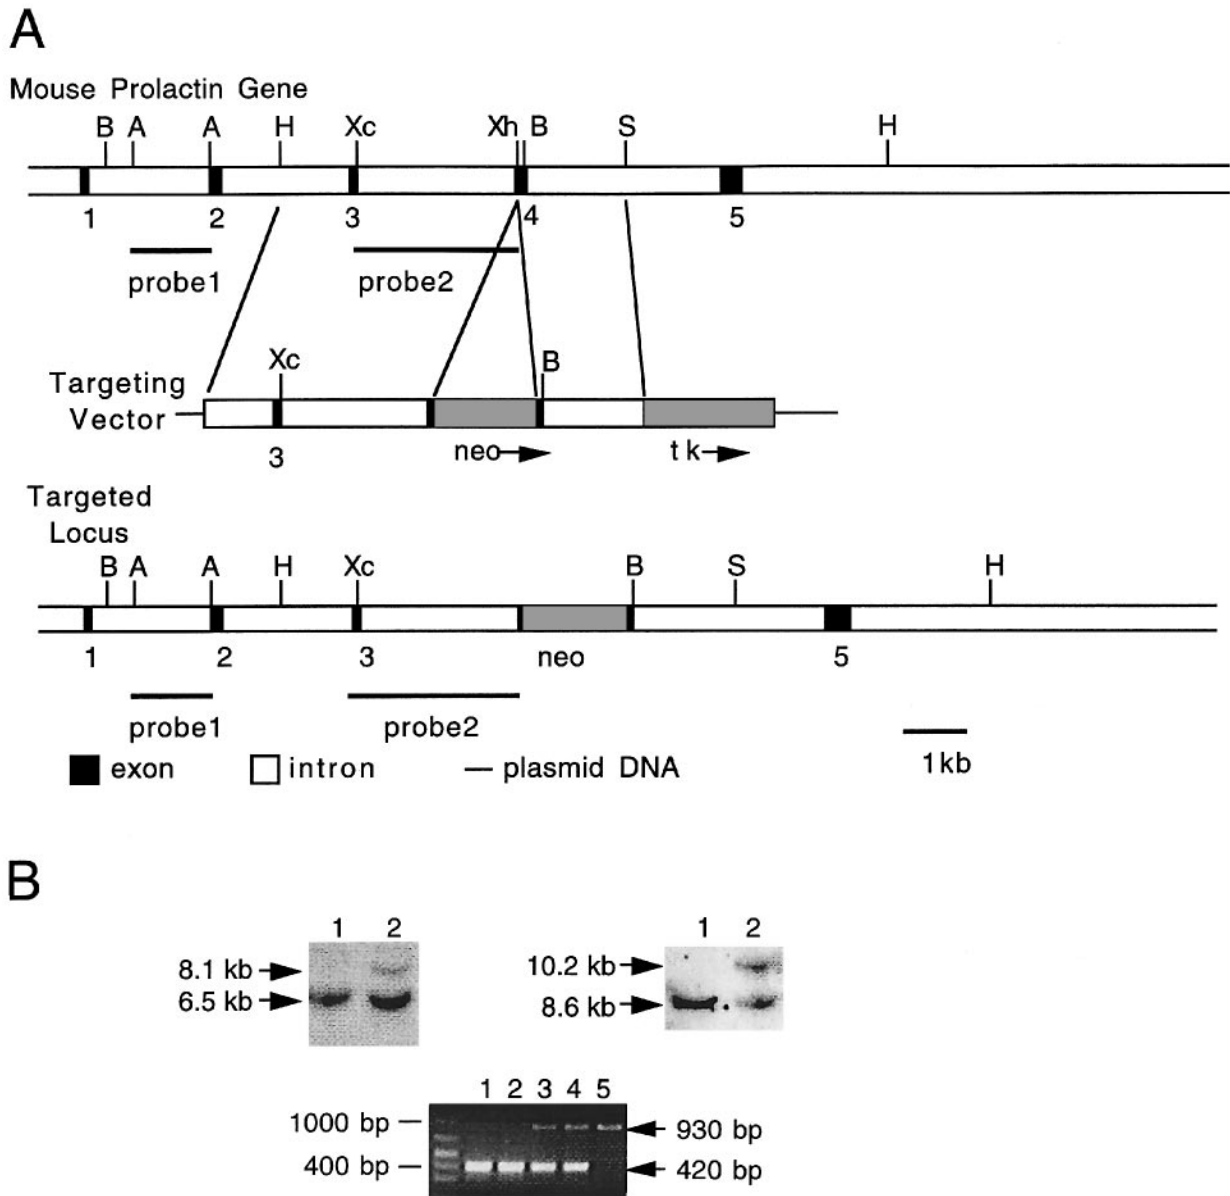 A
Mouse Prolactin Gene
B A A H Xc Xh B S H
1 2 3 4 5
probe1 probe2
Targeting
Vector
Xc B
3 neo tk
Targeted
Locus
B A A H Xc B S H
1 2 3 neo 5
probe1 probe2
1kb
exon intron plasmid DNA
B
1 2
8.1 kb
6.5 kb
1 2
10.2 kb
8.6 kb
1 2 3 4 5
1000 bp 930 bp
400 bp 420 bp